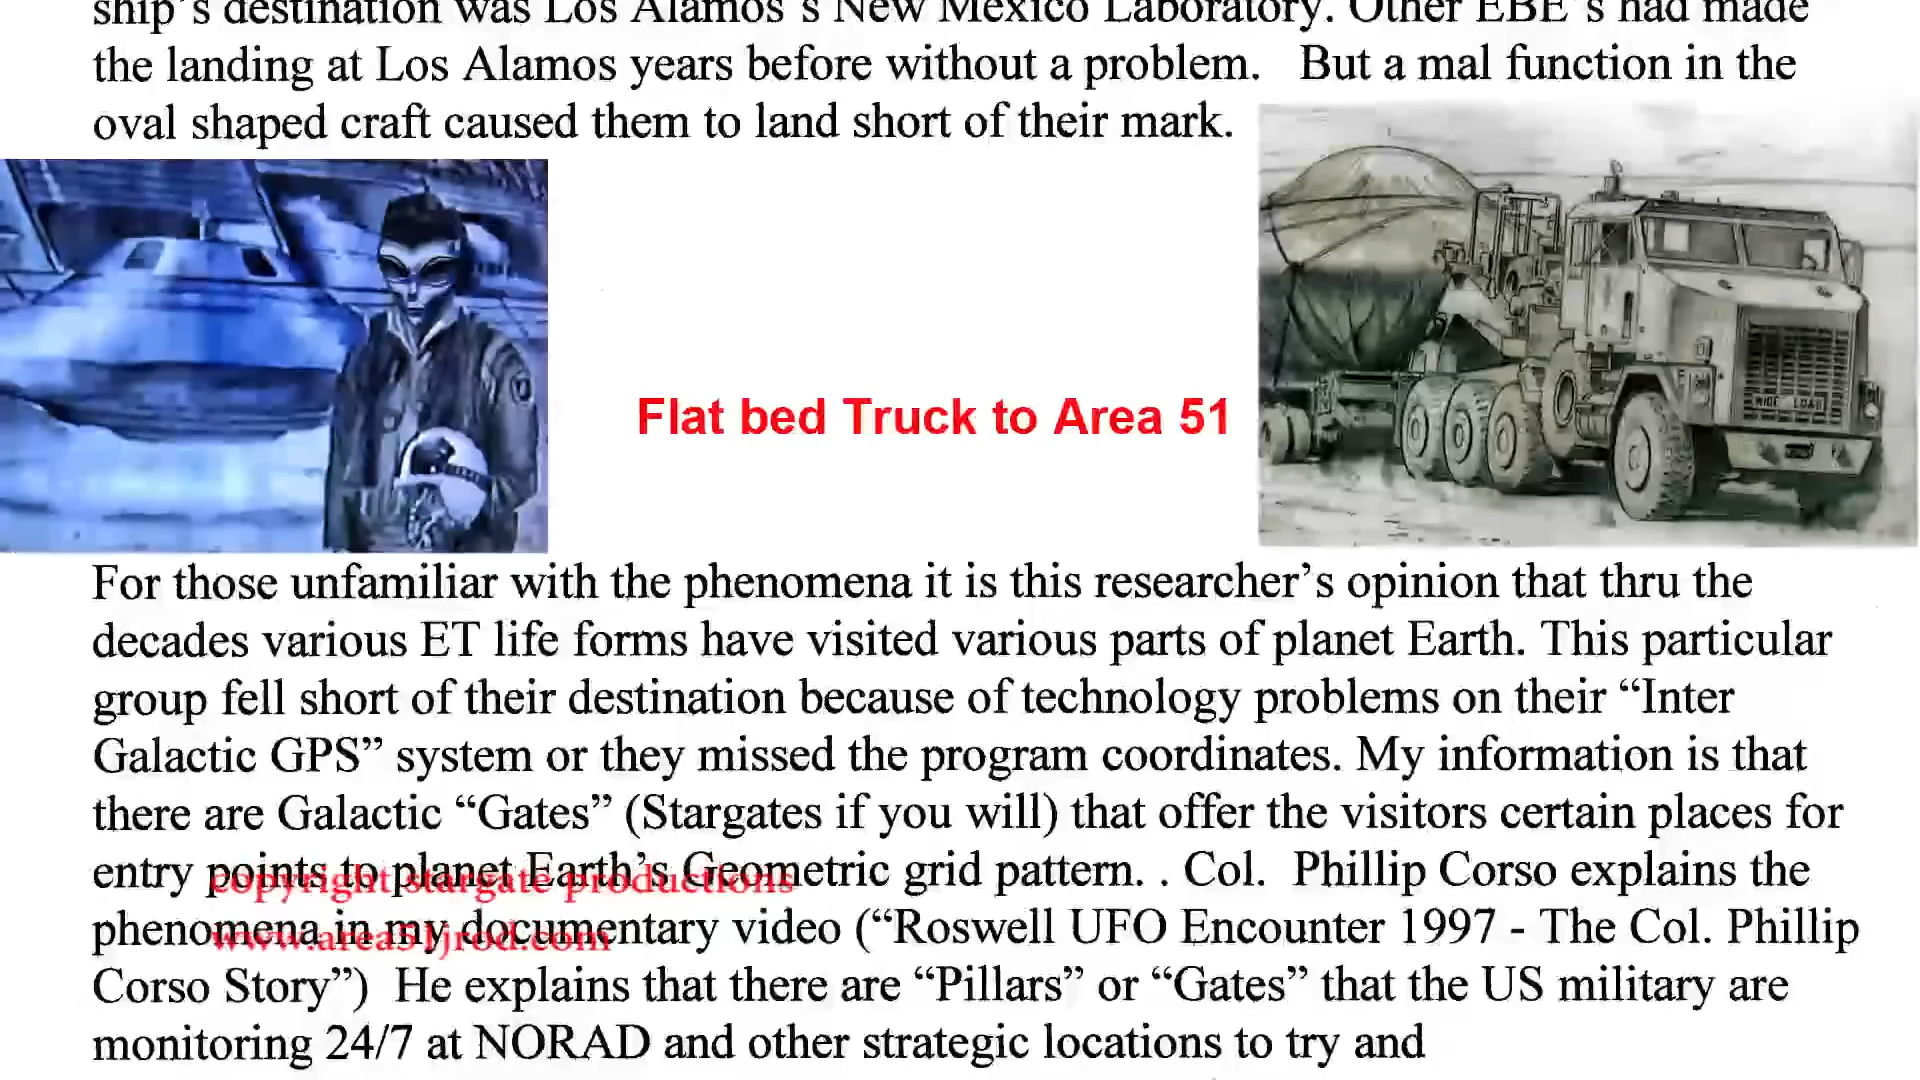 ship's destination was Los Alamos's New Mexico Laboratory. Other EBE's had made
the landing at Los Alamos years before without a problem. But a mal function in the
oval shaped craft caused them to land short of their mark.
Flat bed Truck to Area 51
WIDE LOAD
For those unfamiliar with the phenomena it is this researcher's opinion that thru the
decades various ET life forms have visited various parts of planet Earth. This particular
group fell short of their destination because of technology problems on their “Inter
Galactic GPS” system or they missed the program coordinates. My information is that
there are Galactic “Gates” (Stargates if you will) that offer the visitors certain places for
entry points to planet Earth's Geometric grid pattern. . Col. Phillip Corso explains the
copyright stargate productions
phenomena in my documentary video (“Roswell UFO Encounter 1997 - The Col. Phillip
www.area51jrod.com
Corso Story”) He explains that there are “Pillars” or “Gates” that the US military are
monitoring 24/7 at NORAD and other strategic locations to try and